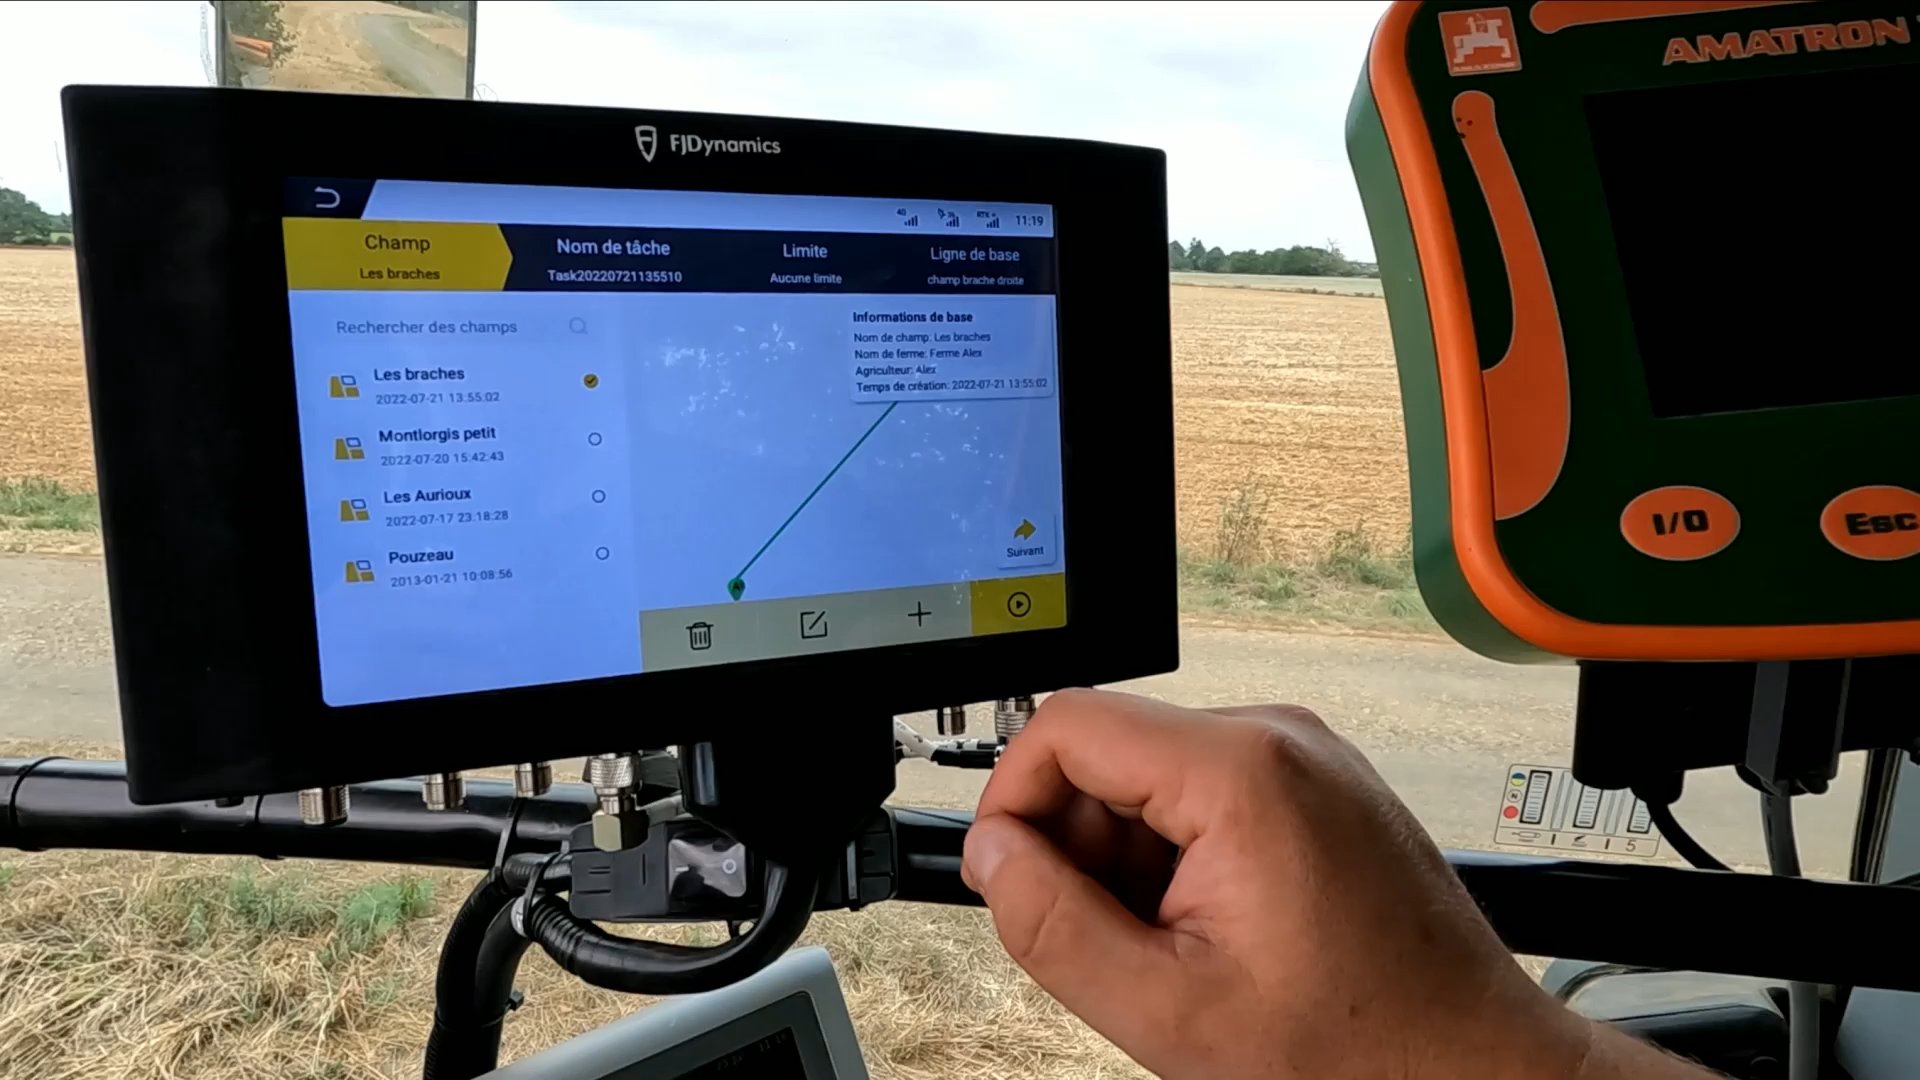 FJDynamics
11:19
Champ
Les braches
Nom de tâche
Task20220721135510
Limite
Aucune limite
Ligne de base
champ brache droite
Rechercher des champs
Les braches
2022-07-21 13:55:02
Montlorgis petit
2022-07-20 15:42:43
Les Aurioux
2022-07-17 23:18:28
Pouzeau
2013-01-21 10:08:56
Informations de base
Nom de champ: Les braches
Nom de ferme: Ferme Alex
Agriculteur: Alex
Temps de création: 2022-07-21 13:55:02
Suivant
AMATRON
I/O
Esc
5